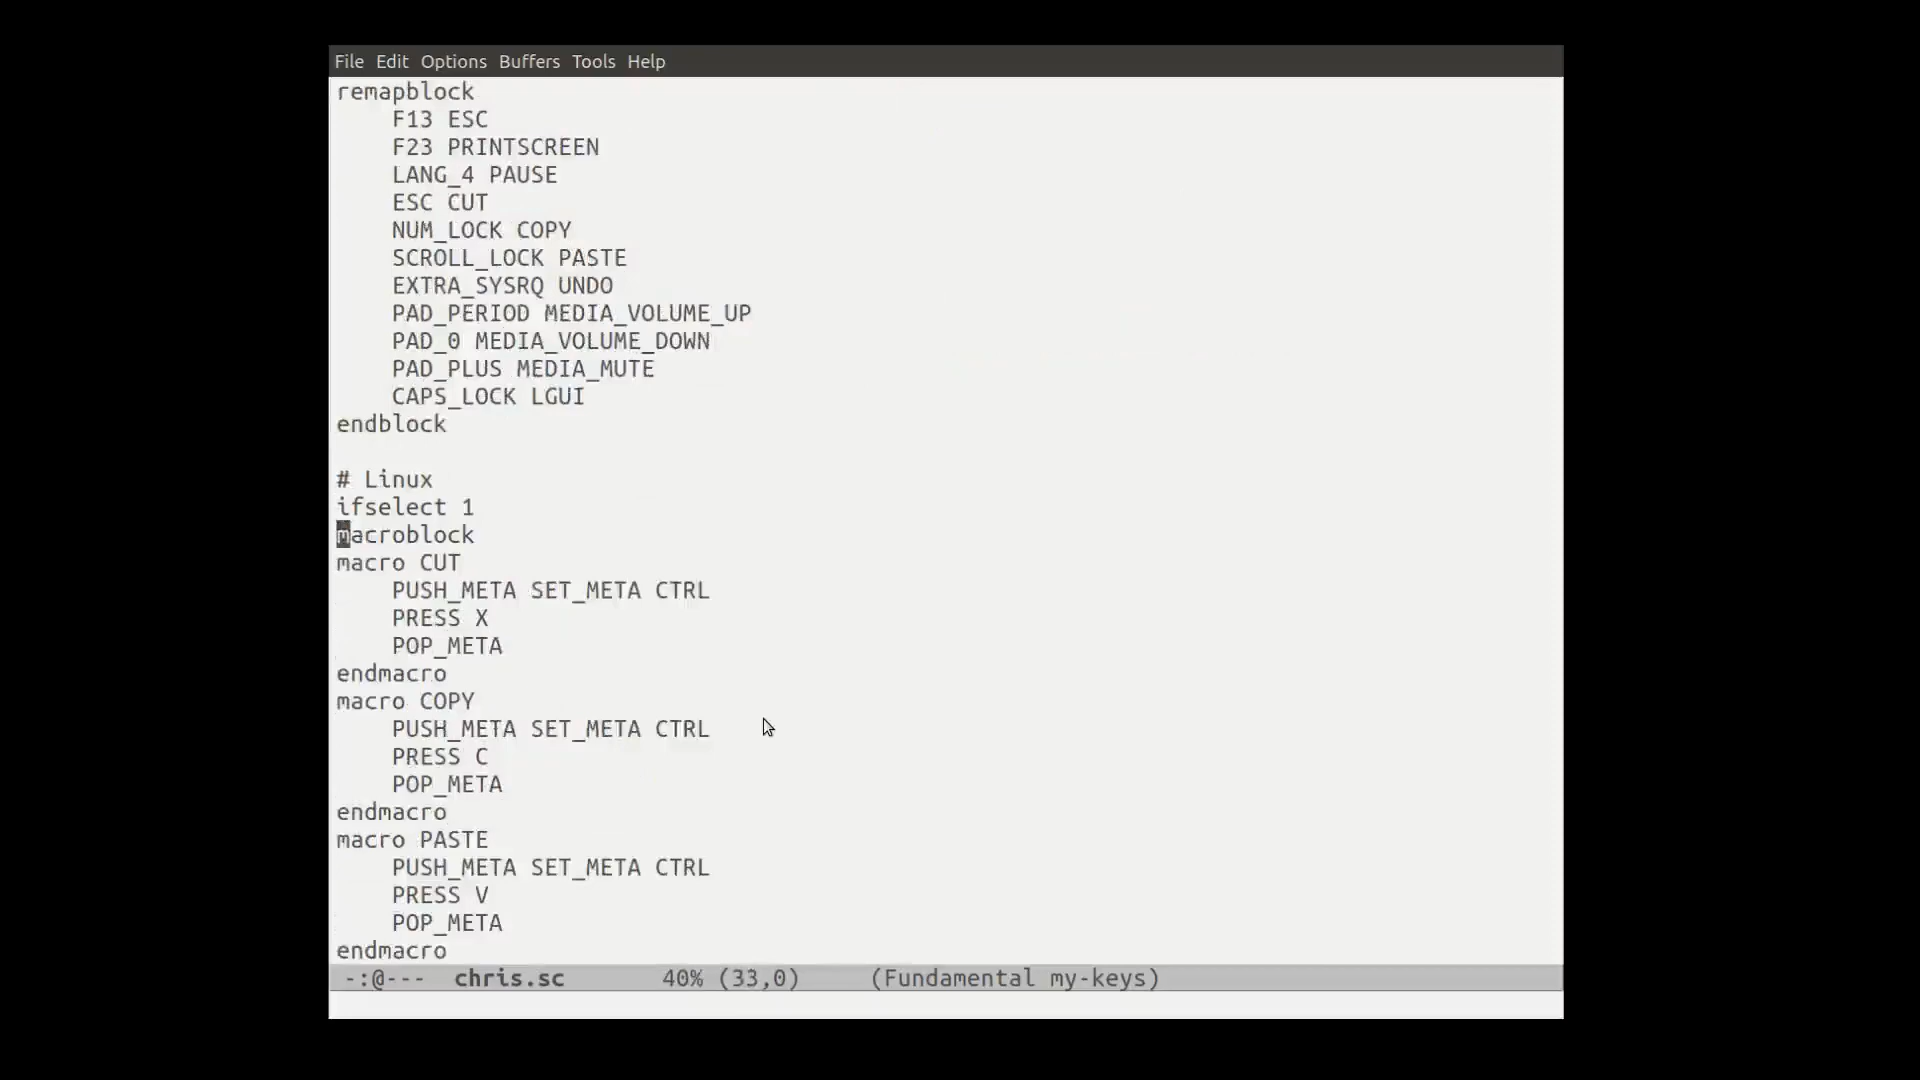 File Edit Options Buffers Tools Help
remapblock
F13 ESC
F23 PRINTSCREEN
LANG_4 PAUSE
ESC CUT
NUM_LOCK COPY
SCROLL_LOCK PASTE
EXTRA_SYSRQ UNDO
PAD_PERIOD MEDIA_VOLUME_UP
PAD_0 MEDIA_VOLUME_DOWN
PAD_PLUS MEDIA_MUTE
CAPS_LOCK LGUI
endblock
# Linux
ifselect 1
macroblock
macro CUT
PUSH_META SET_META CTRL
PRESS X
POP_META
endmacro
macro COPY
PUSH_META SET_META CTRL
PRESS C
POP_META
endmacro
macro PASTE
PUSH_META SET_META CTRL
PRESS V
POP_META
endmacro
-:@--- chris.sc 40% (33,0) (Fundamental my-keys)